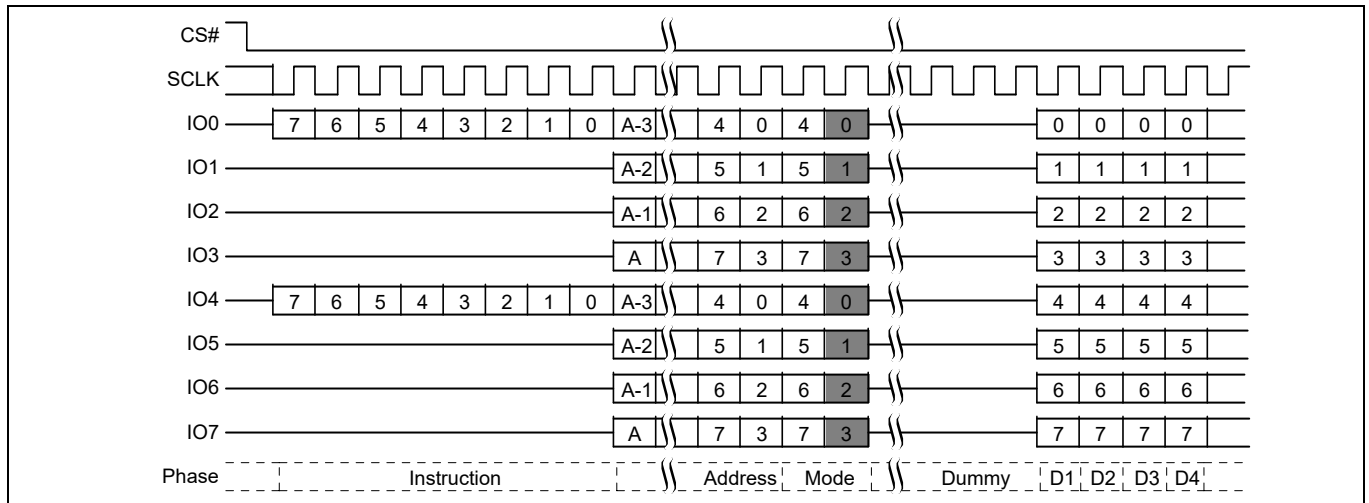 CS#
SCLK
IO0 7 6 5 4 3 2 1 0 A-3 4 0 4 0 0 0 0 0
IO1 A-2 5 1 5 1 1 1 1 1
IO2 A-1 6 2 6 2 2 2 2 2
IO3 A 7 3 7 3 3 3 3 3
IO4 7 6 5 4 3 2 1 0 A-3 4 0 4 0 4 4 4 4
IO5 A-2 5 1 5 1 5 5 5 5
IO6 A-1 6 2 6 2 6 6 6 6
IO7 A 7 3 7 3 7 7 7 7
Phase Instruction Address Mode Dummy D1 D2 D3 D4